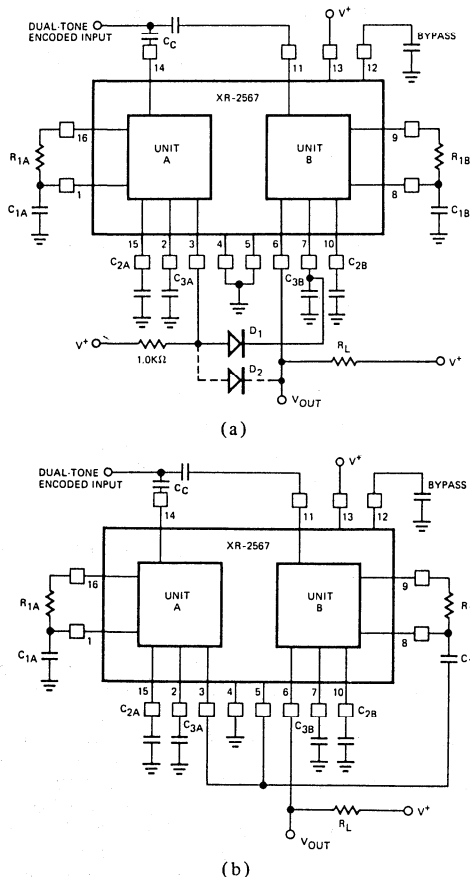 DUAL-TONE
ENCODED INPUT
CC
V+
BYPASS
14
11
13
12
XR-2567
16
UNIT
A
UNIT
B
9
R1A
R1B
1
8
C1A
C1B
15
2
3
4
5
6
7
10
C2A
C3A
C3B
C2B
V+
1.0KΩ
D1
D2
RL
V+
VOUT
(a)
DUAL-TONE
ENCODED INPUT
CC
V+
BYPASS
14
11
13
12
XR-2567
16
UNIT
A
UNIT
B
9
R1A
R
1
8
C1A
C
15
2
3
4
5
6
7
10
C2A
C3A
C3B
C2B
RL
V+
VOUT
(b)